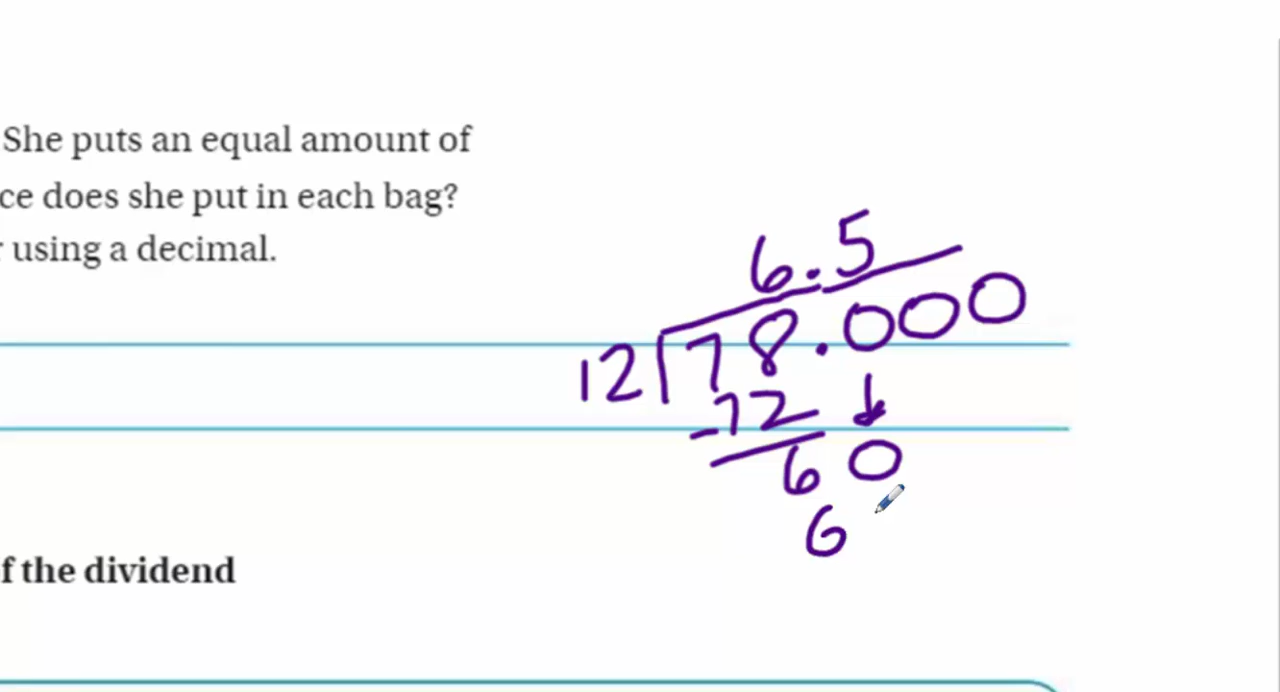 She puts an equal amount of
ce does she put in each bag?
using a decimal.
6.5
12 78.000
-72
60
6
f the dividend